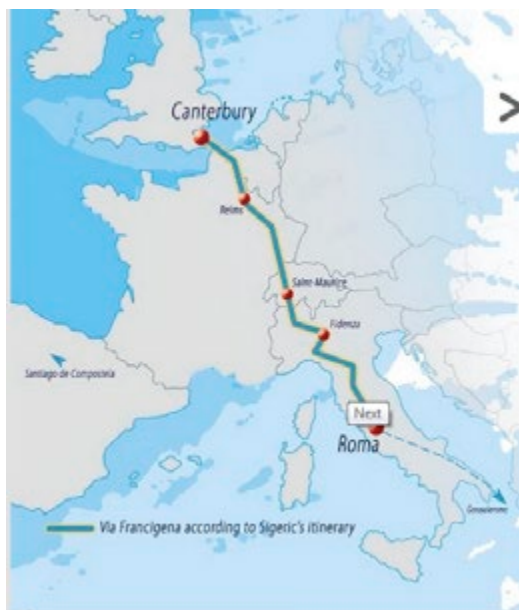 Canterbury
Reims
Saint-Maurice
Fidenza
Santiago de Compostela
Next
Roma
Gerusalemme
Via Francigena according to Sigeric's itinerary